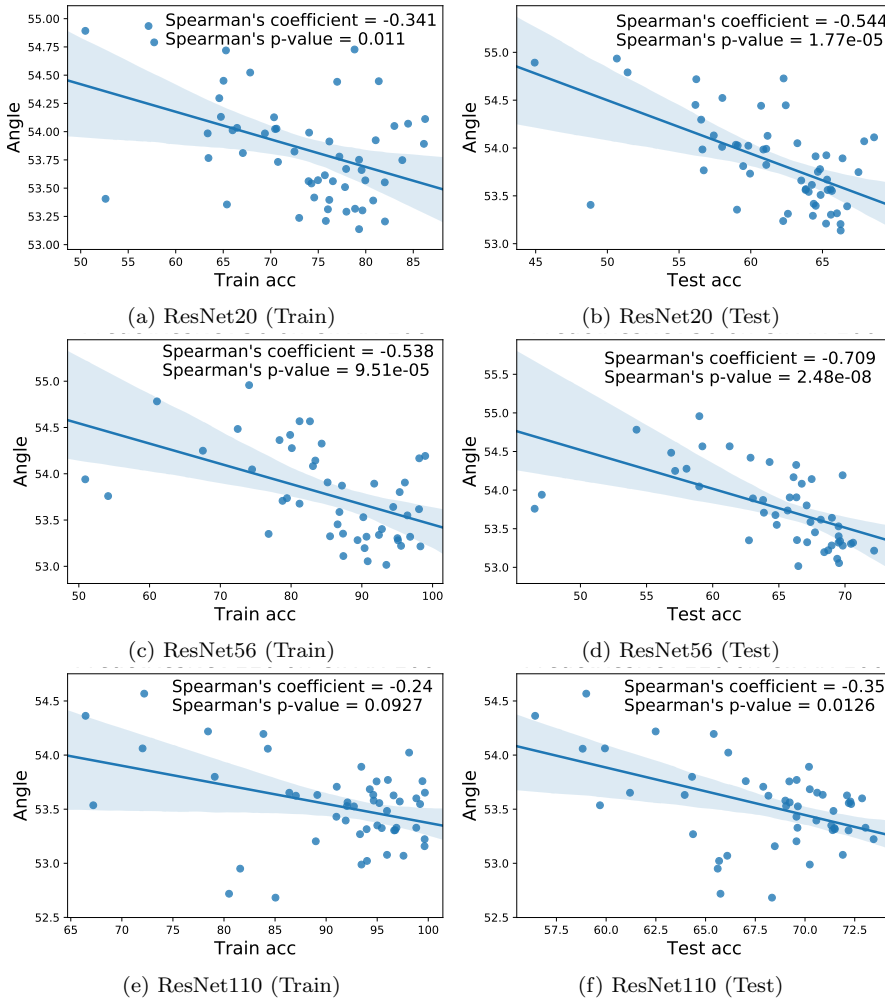 Spearman's coefficient = -0.341
Spearman's p-value = 0.011
55.00
54.75
54.50
54.25
54.00
53.75
53.50
53.25
53.00
Angle
50 55 60 65 70 75 80 85
Train acc
(a) ResNet20 (Train)
Spearman's coefficient = -0.544
Spearman's p-value = 1.77e-05
55.0
54.5
54.0
53.5
53.0
Angle
45 50 55 60 65
Test acc
(b) ResNet20 (Test)
Spearman's coefficient = -0.538
Spearman's p-value = 9.51e-05
55.0
54.5
54.0
53.5
53.0
Angle
50 60 70 80 90 100
Train acc
(c) ResNet56 (Train)
Spearman's coefficient = -0.709
Spearman's p-value = 2.48e-08
55.5
55.0
54.5
54.0
53.5
53.0
Angle
50 55 60 65 70
Test acc
(d) ResNet56 (Test)
Spearman's coefficient = -0.24
Spearman's p-value = 0.0927
54.5
54.0
53.5
53.0
52.5
Angle
65 70 75 80 85 90 95 100
Train acc
(e) ResNet110 (Train)
Spearman's coefficient = -0.35
Spearman's p-value = 0.0126
54.5
54.0
53.5
53.0
52.5
Angle
57.5 60.0 62.5 65.0 67.5 70.0 72.5
Test acc
(f) ResNet110 (Test)